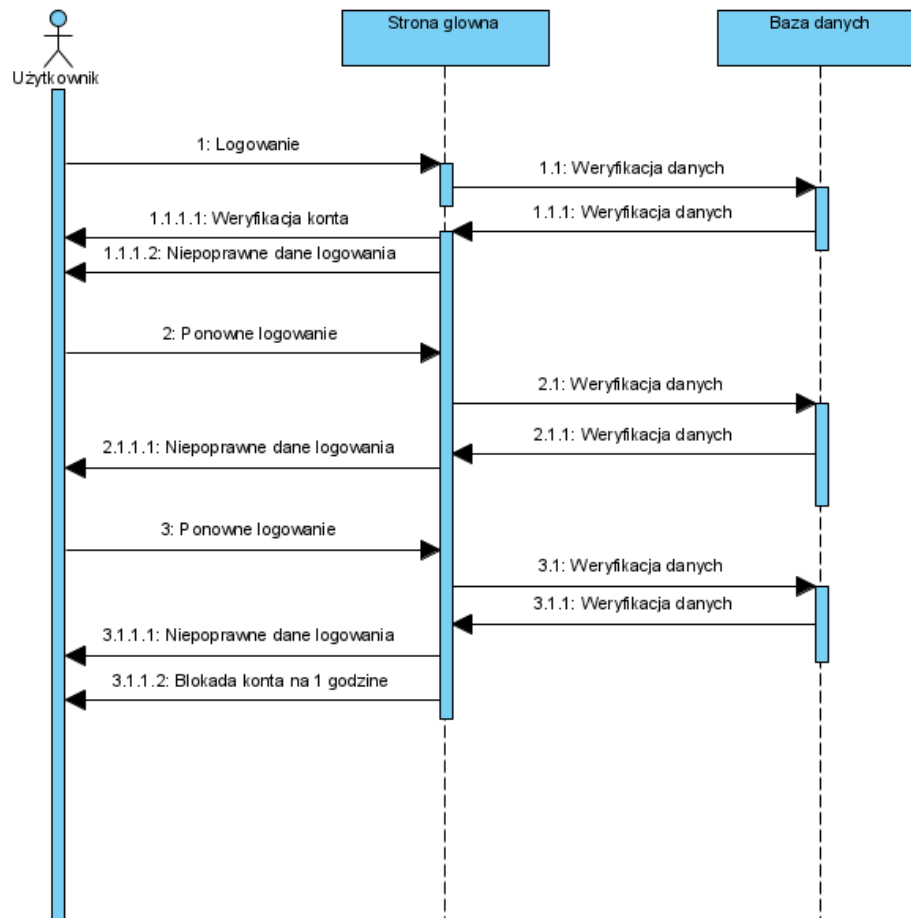 Użytkownik
Strona glowna
Baza danych
1: Logowanie
1.1: Weryfikacja danych
1.1.1: Weryfikacja danych
1.1.1.1: Weryfikacja konta
1.1.1.2: Niepoprawne dane logowania
2: Ponowne logowanie
2.1: Weryfikacja danych
2.1.1: Weryfikacja danych
2.1.1.1: Niepoprawne dane logowania
3: Ponowne logowanie
3.1: Weryfikacja danych
3.1.1: Weryfikacja danych
3.1.1.1: Niepoprawne dane logowania
3.1.1.2: Blokada konta na 1 godzine